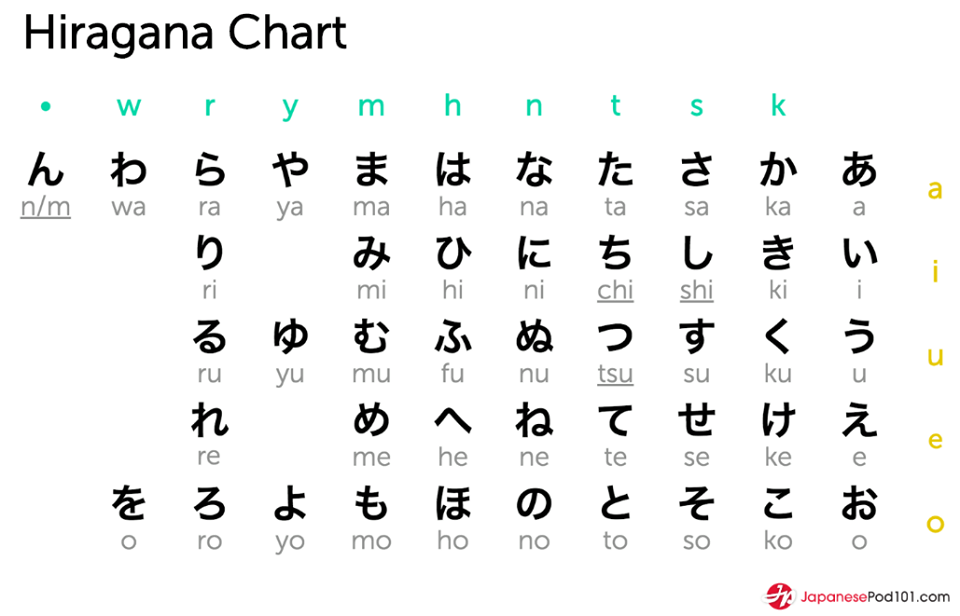 Hiragana Chart
• w r y m h n t s k
ん わ ら や ま は な た さ か あ
n/m wa ra ya ma ha na ta sa ka a
a
り み ひ に ち し き い
ri mi hi ni chi shi ki i
i
る ゆ む ふ ぬ つ す く う
ru yu mu fu nu tsu su ku u
u
れ め へ ね て せ け え
re me he ne te se ke e
e
を ろ よ も ほ の と そ こ お
o ro yo mo ho no to so ko o
o
JapanesePod101.com